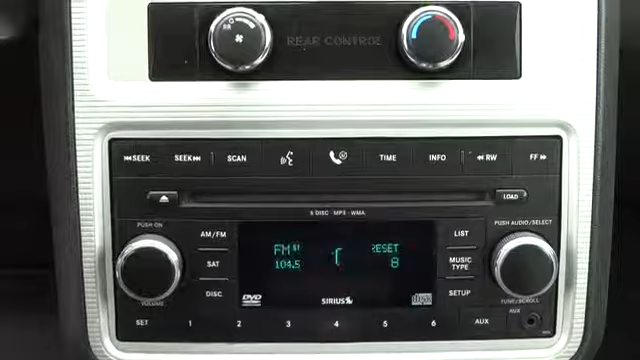 REAR CONTROL
SEEK SEEK SCAN TIME INFO RW FF
LOAD
6 DISC MP3 WMA
PUSH ON
PUSH AUDIO/SELECT
AM/FM
LIST
FM
104.5
RESET
8
SAT
MUSIC TYPE
DISC
SETUP
DVD
SIRIUS
VOLUME
TUNE/SCROLL
SET 1 2 3 4 5 6 AUX
AUX